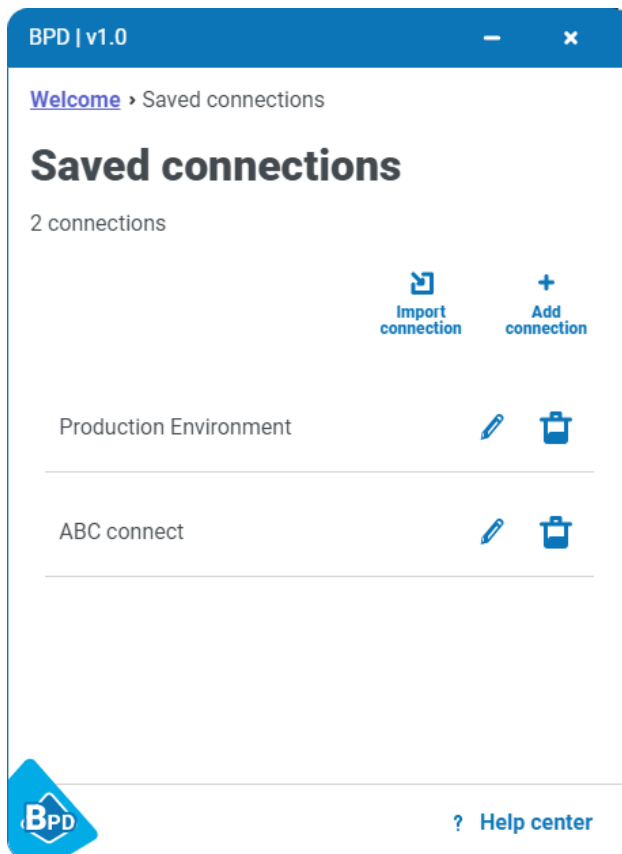 BPD | v1.0
Welcome › Saved connections
Saved connections
2 connections
Import
connection
Add
connection
Production Environment
ABC connect
BPD
? Help center